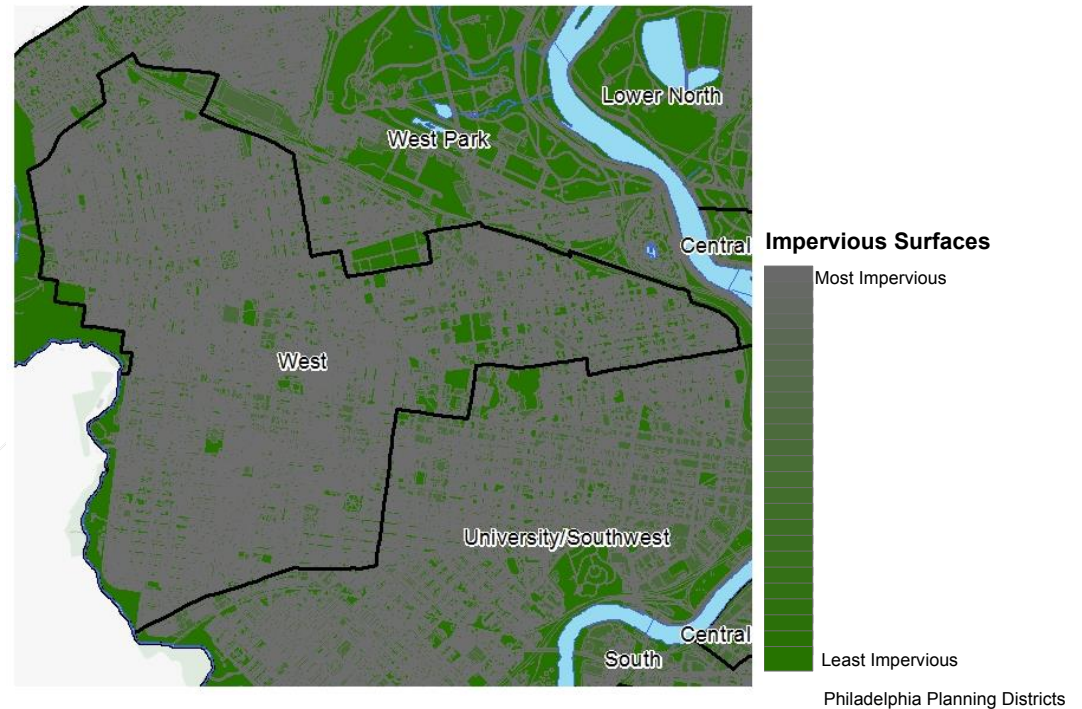 Lower North
West Park
Central
Impervious Surfaces
Most Impervious
West
University/Southwest
Central
South
Least Impervious
Philadelphia Planning Districts